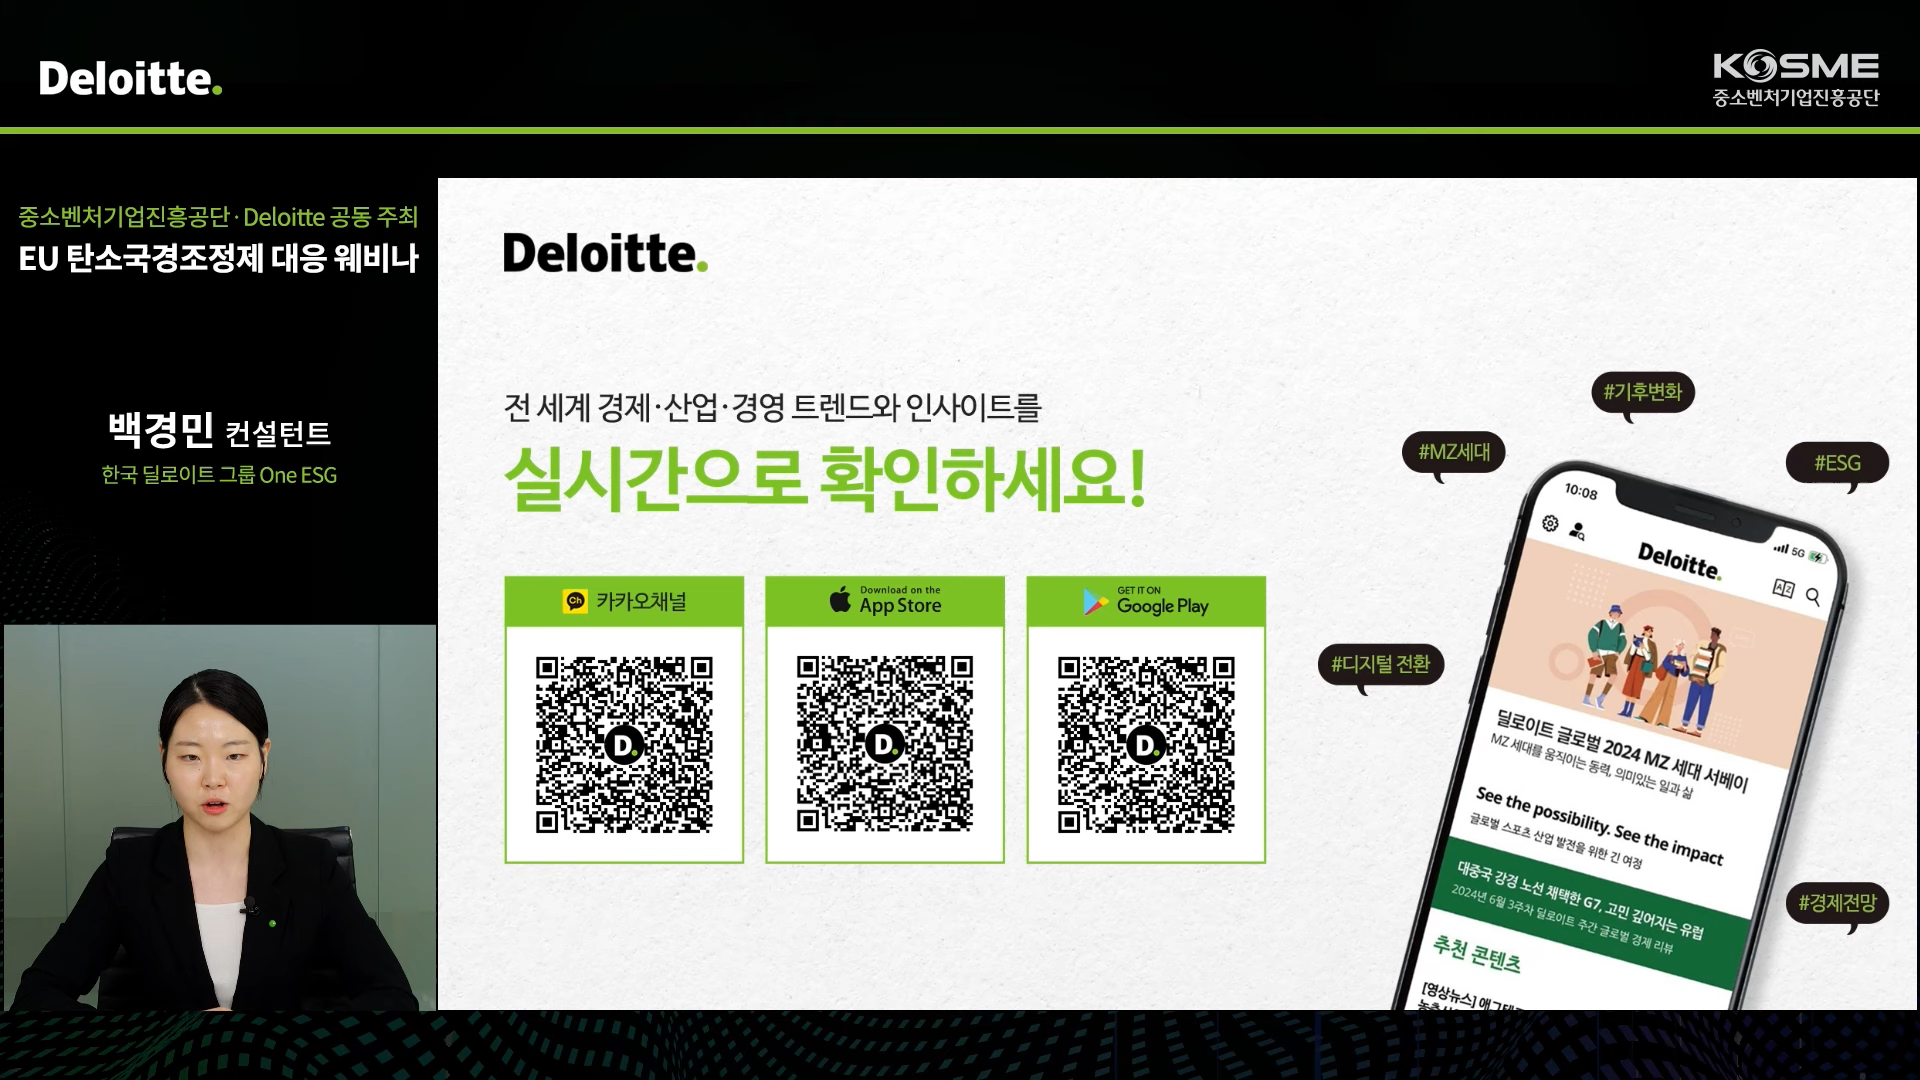 Deloitte.
KOSME
중소벤처기업진흥공단
중소벤처기업진흥공단·Deloitte 공동 주최
EU 탄소국경조정제 대응 웨비나
백경민 컨설턴트
한국 딜로이트 그룹 One ESG
Deloitte.
전 세계 경제·산업·경영 트렌드와 인사이트를
실시간으로 확인하세요!
Ch 카카오채널
D.
Download on the
App Store
D.
GET IT ON
Google Play
D.
#기후변화
#MZ세대
#ESG
#디지털 전환
#경제전망
10:08
5G
Deloitte.
딜로이트 글로벌 2024 MZ 세대 서베이
MZ 세대를 움직이는 동력, 의미있는 일과 삶
See the possibility. See the impact
글로벌 스포츠 산업 발전을 위한 긴 여정
대중국 강경 노선 채택한 G7, 고민 깊어지는 유럽
2024년 6월 3주차 딜로이트 주간 글로벌 경제 리뷰
추천 콘텐츠
[영상뉴스]